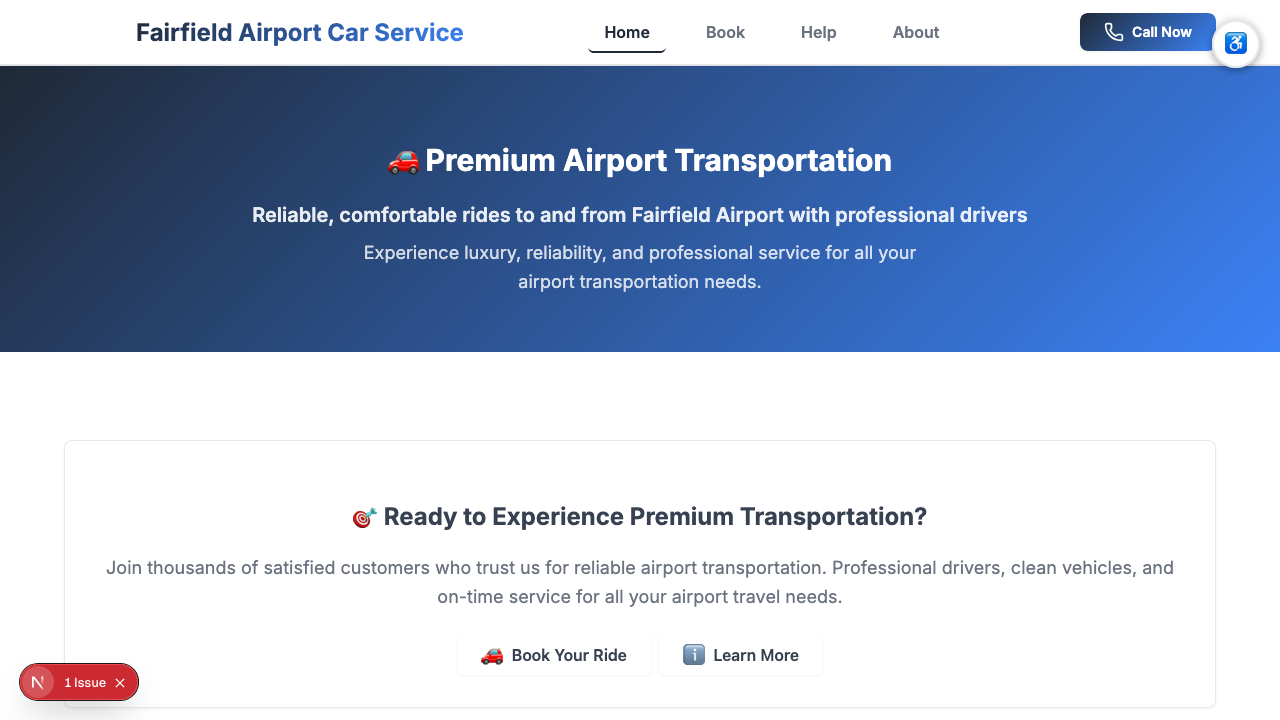 Fairfield Airport Car Service
Home
Book
Help
About
Call Now
Premium Airport Transportation
Reliable, comfortable rides to and from Fairfield Airport with professional drivers
Experience luxury, reliability, and professional service for all your
airport transportation needs.
Ready to Experience Premium Transportation?
Join thousands of satisfied customers who trust us for reliable airport transportation. Professional drivers, clean vehicles, and
on-time service for all your airport travel needs.
Book Your Ride
Learn More
N 1 Issue